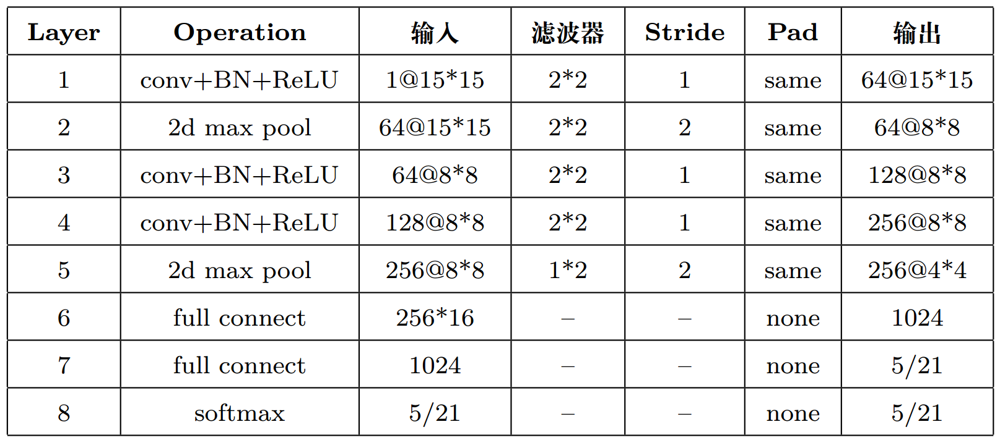 Layer Operation 输入 滤波器 Stride Pad 输出
1 conv+BN+ReLU 1@15*15 2*2 1 same 64@15*15
2 2d max pool 64@15*15 2*2 2 same 64@8*8
3 conv+BN+ReLU 64@8*8 2*2 1 same 128@8*8
4 conv+BN+ReLU 128@8*8 2*2 1 same 256@8*8
5 2d max pool 256@8*8 1*2 2 same 256@4*4
6 full connect 256*16 – – none 1024
7 full connect 1024 – – none 5/21
8 softmax 5/21 – – none 5/21